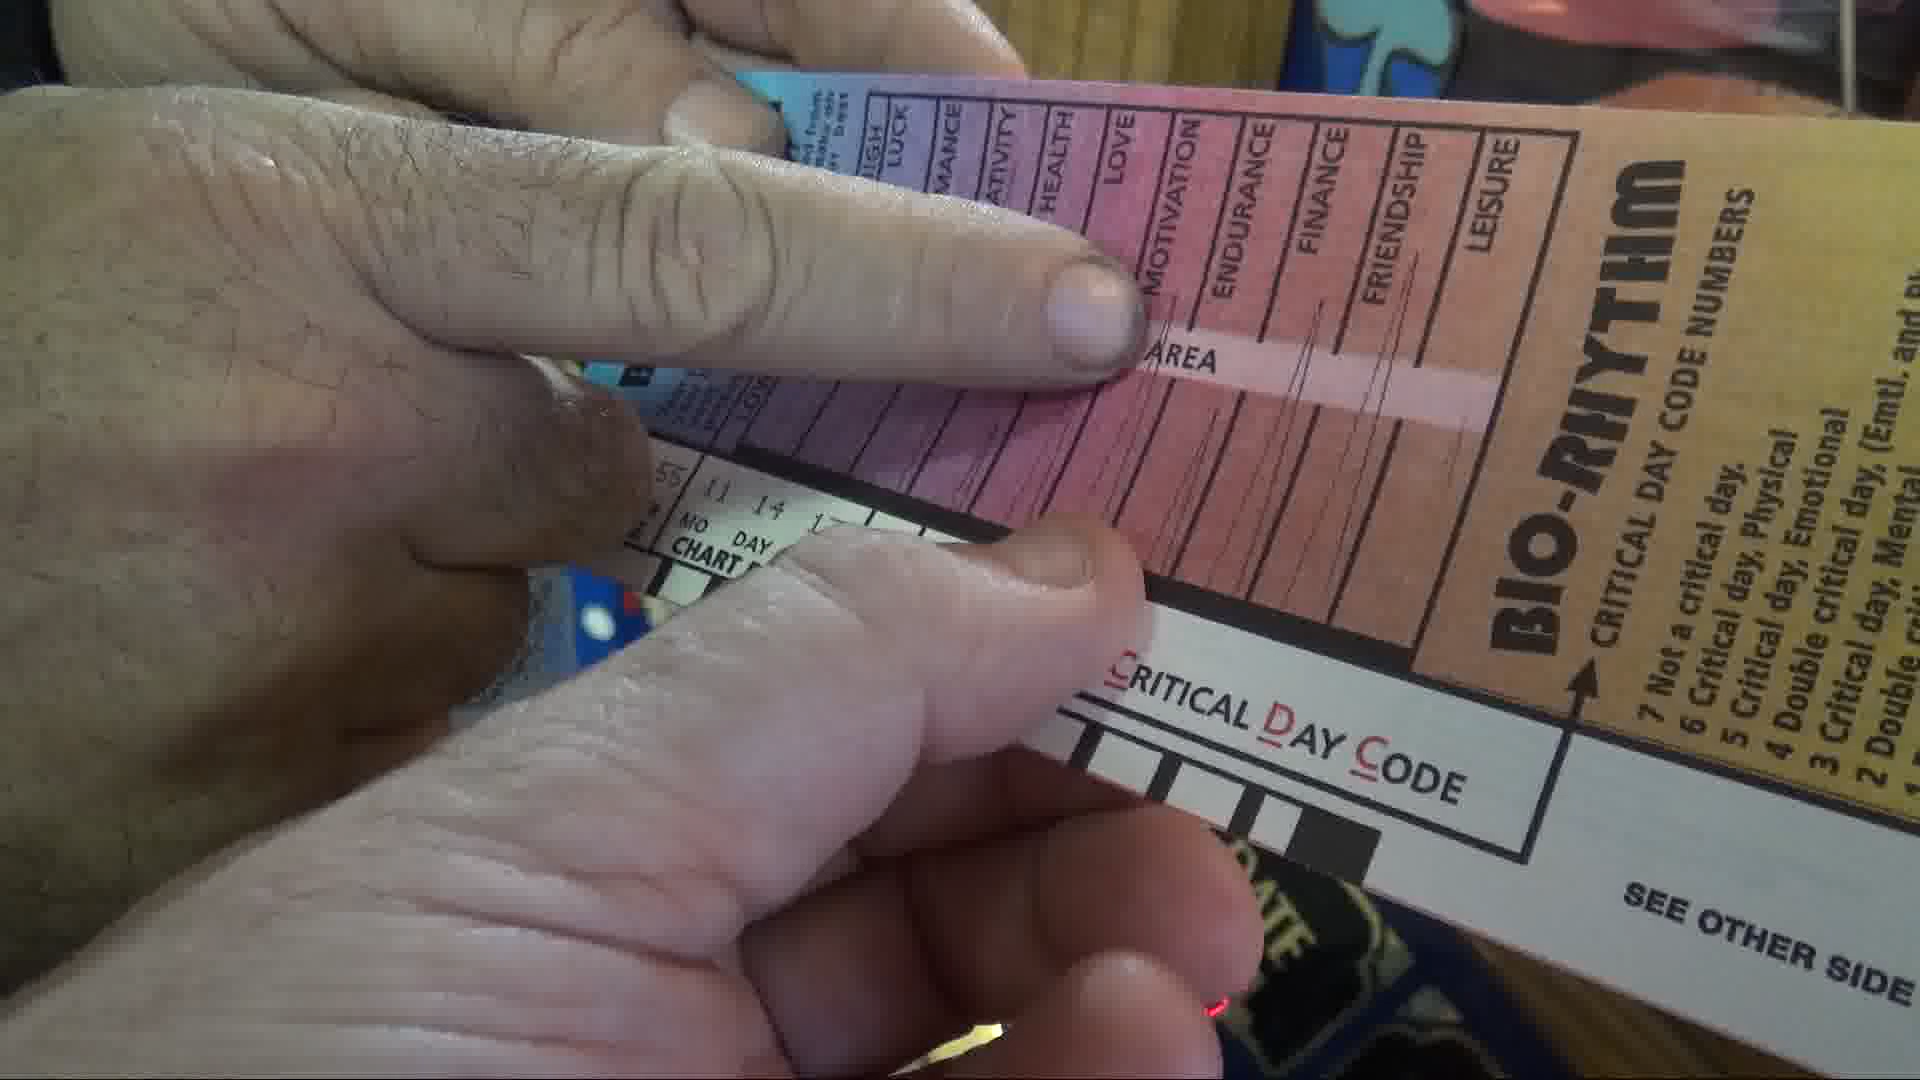 LUCK
HEALTH
LOVE
MOTIVATION
ENDURANCE
FINANCE
FRIENDSHIP
LEISURE
AREA
55 11 14
MO DAY
CHART
CRITICAL DAY CODE
BIO-RHYTHM
CRITICAL DAY CODE NUMBERS
7 Not a critical day.
6 Critical day, Physical
5 Critical day, Emotional
4 Double critical day, (Emtl. and
3 Critical day, Mental
2 Double
SEE OTHER SIDE